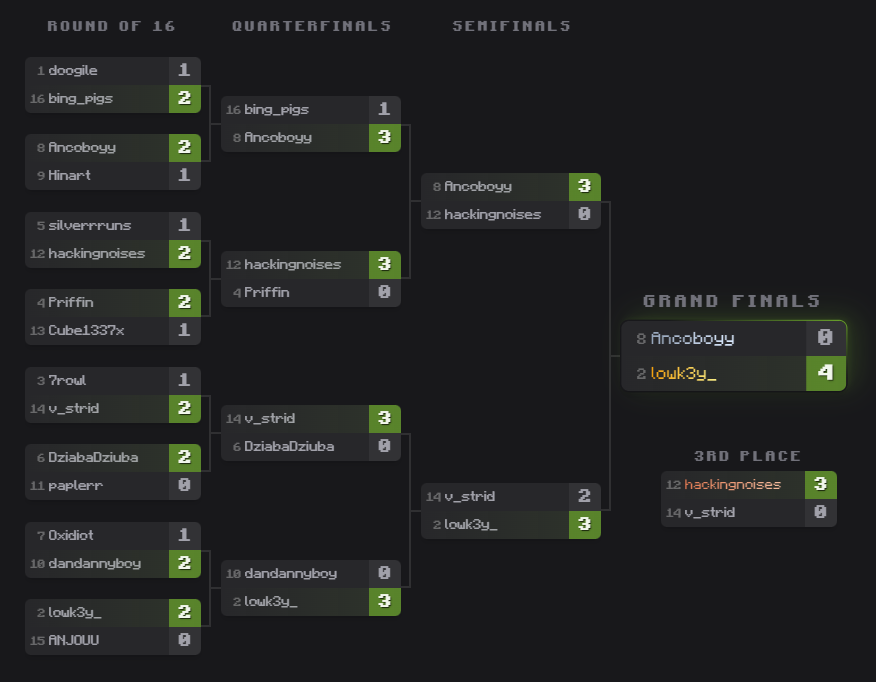 ROUND OF 16
1 doogile 1
16 bing_pigs 2
8 Ancoboyy 2
9 Hinart 1
5 silverrruns 1
12 hackingnoises 2
4 Priffin 2
13 Cube1337x 1
3 7rowl 1
14 v_strid 2
6 DziabaDziuba 2
11 paplerr 0
7 Oxidiot 1
10 dandannyboy 2
2 lowk3y_ 2
15 ANJOUU 0
QUARTERFINALS
16 bing_pigs 1
8 Ancoboyy 3
12 hackingnoises 3
4 Priffin 0
14 v_strid 3
6 DziabaDziuba 0
10 dandannyboy 0
2 lowk3y_ 3
SEMIFINALS
8 Ancoboyy 3
12 hackingnoises 0
14 v_strid 2
2 lowk3y_ 3
GRAND FINALS
8 Ancoboyy 0
2 lowk3y_ 4
3RD PLACE
12 hackingnoises 3
14 v_strid 0